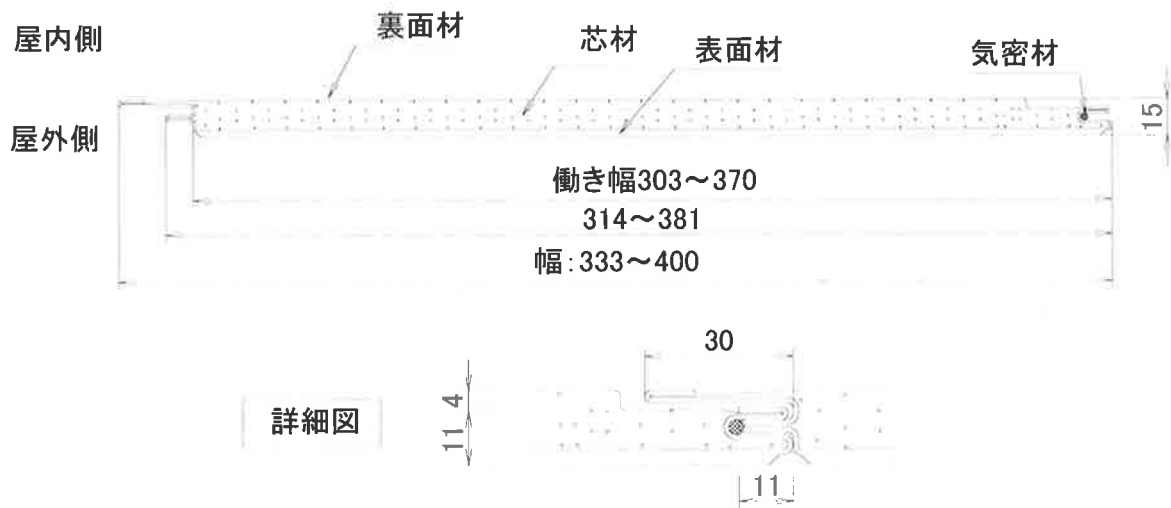 屋内側
裏面材
芯材
表面材
気密材
屋外側
15
働き幅303～370
314～381
幅:333～400
30
詳細図
4
11
11